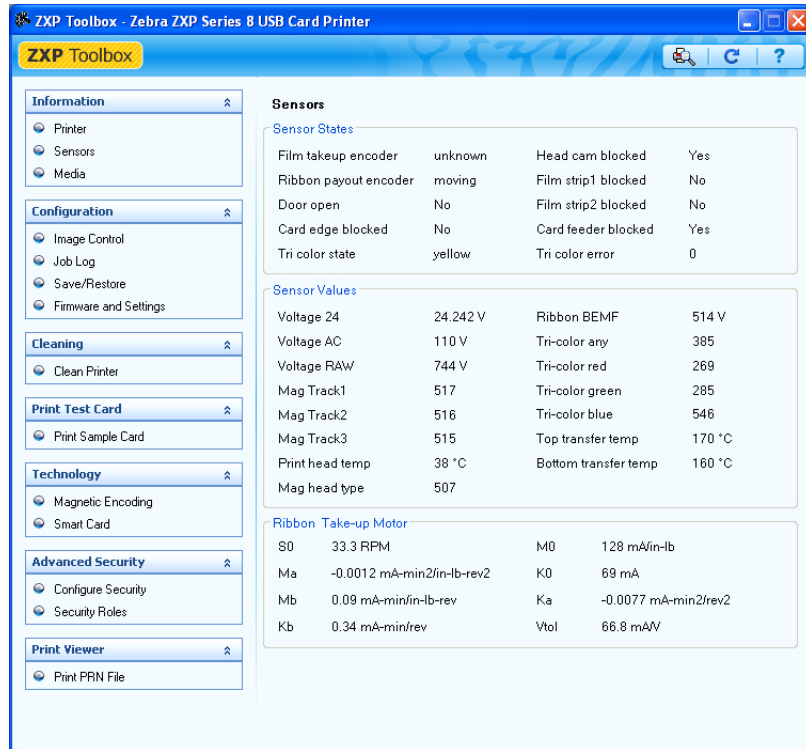 ZXP Toolbox - Zebra ZXP Series 8 USB Card Printer
ZXP Toolbox
?
Information
Printer
Sensors
Media
Configuration
Image Control
Job Log
Save/Restore
Firmware and Settings
Cleaning
Clean Printer
Print Test Card
Print Sample Card
Technology
Magnetic Encoding
Smart Card
Advanced Security
Configure Security
Security Roles
Print Viewer
Print PRN File
Sensors
Sensor States
Film takeup encoder unknown Head cam blocked Yes
Ribbon payout encoder moving Film strip1 blocked No
Door open No Film strip2 blocked No
Card edge blocked No Card feeder blocked Yes
Tri color state yellow Tri color error 0
Sensor Values
Voltage 24 24.242 V Ribbon BEMF 514 V
Voltage AC 110 V Tri-color any 385
Voltage RAW 744 V Tri-color red 269
Mag Track1 517 Tri-color green 285
Mag Track2 516 Tri-color blue 546
Mag Track3 515 Top transfer temp 170 °C
Print head temp 38 °C Bottom transfer temp 160 °C
Mag head type 507
Ribbon Take-up Motor
S0 33.3 RPM M0 128 mA/in-lb
Ma -0.0012 mA-min2/in-lb-rev2 K0 69 mA
Mb 0.09 mA-min/in-lb-rev Ka -0.0077 mA-min2/rev2
Kb 0.34 mA-min/rev Vtol 66.8 mA/V